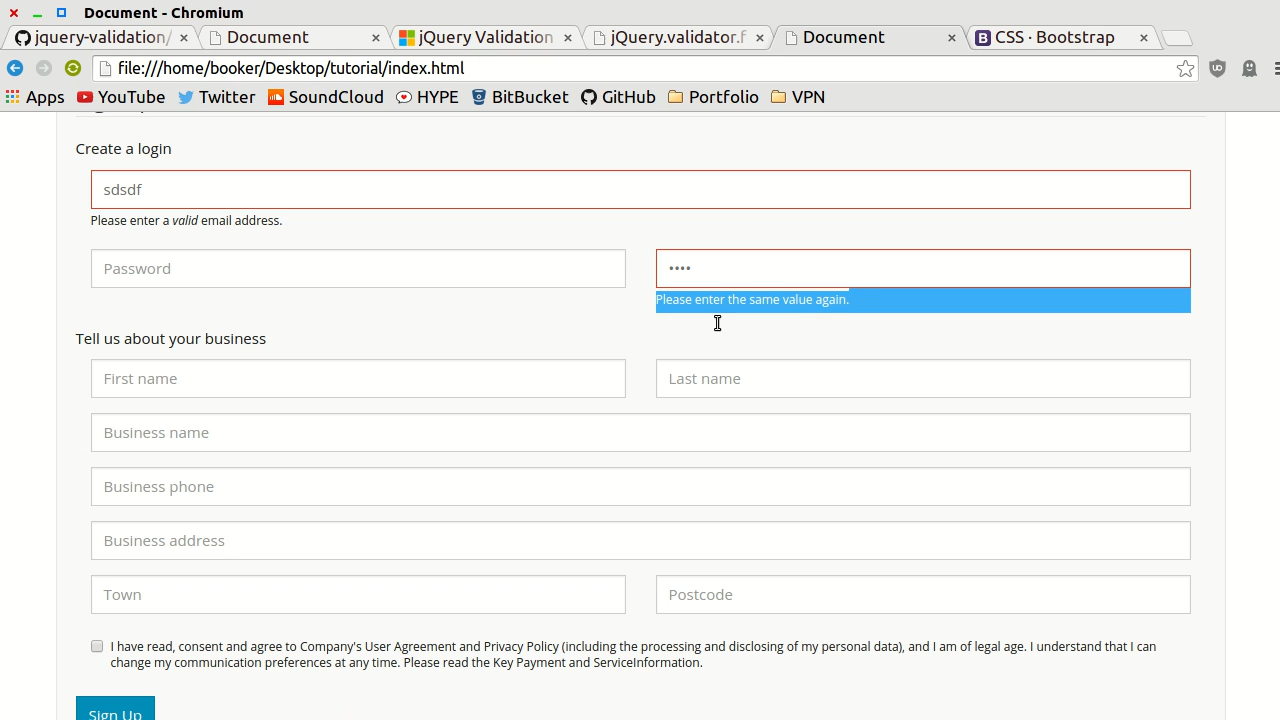 Document - Chromium
jquery-validation/
Document
jQuery Validation
jQuery.validator.f
Document
B CSS · Bootstrap
file:///home/booker/Desktop/tutorial/index.html
Apps YouTube Twitter SoundCloud HYPE BitBucket GitHub Portfolio VPN
Create a login
sdsdf
Please enter a valid email address.
Password
••••
Please enter the same value again.
Tell us about your business
First name
Last name
Business name
Business phone
Business address
Town
Postcode
I have read, consent and agree to Company's User Agreement and Privacy Policy (including the processing and disclosing of my personal data), and I am of legal age. I understand that I can
change my communication preferences at any time. Please read the Key Payment and ServiceInformation.
Sign Up